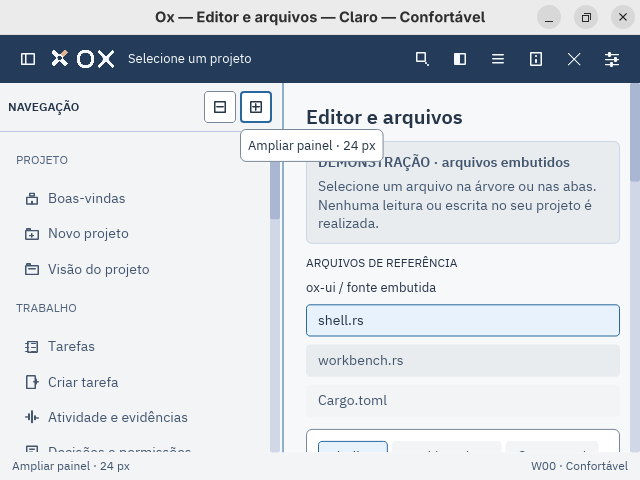 Ox — Editor e arquivos — Claro — Confortável
OX
Selecione um projeto
NAVEGAÇÃO
Ampliar painel · 24 px
PROJETO
Boas-vindas
Novo projeto
Visão do projeto
TRABALHO
Tarefas
Criar tarefa
Atividade e evidências
Decisões e permissões
Editor e arquivos
DEMONSTRAÇÃO · arquivos embutidos
Selecione um arquivo na árvore ou nas abas.
Nenhuma leitura ou escrita no seu projeto é
realizada.
ARQUIVOS DE REFERÊNCIA
ox-ui / fonte embutida
shell.rs
workbench.rs
Cargo.toml
Ampliar painel · 24 px
W00 · Confortável